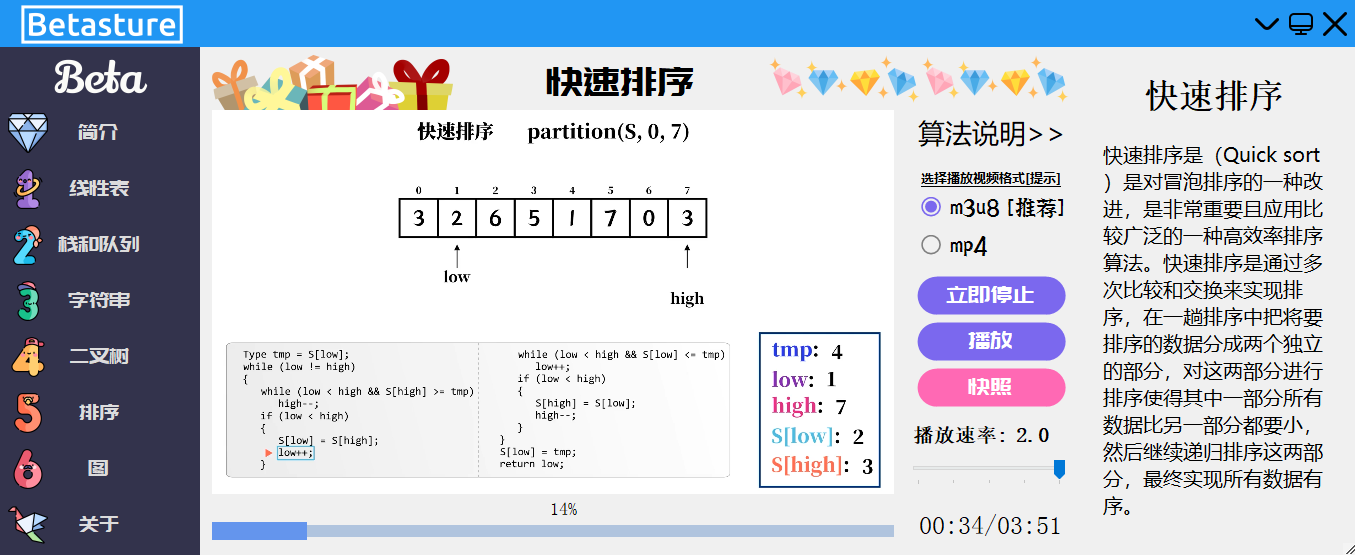 Betasture
Beta
简介
线性表
栈和队列
字符串
二叉树
排序
图
关于
快速排序
快速排序 partition(S, 0, 7)
0 1 2 3 4 5 6 7
3 2 6 5 1 7 0 3
low
high
Type tmp = S[low];
while (low != high)
{
while (low < high && S[high] >= tmp)
high--;
if (low < high)
{
S[low] = S[high];
low++;
}
while (low < high && S[low] <= tmp)
low++;
if (low < high)
{
S[high] = S[low];
high--;
}
}
S[low] = tmp;
return low;
tmp: 4
low: 1
high: 7
S[low]: 2
S[high]: 3
14%
算法说明>>
选择播放视频格式[提示]
m3u8 [推荐]
mp4
立即停止
播放
快照
播放速率: 2.0
00:34/03:51
快速排序
快速排序是（Quick sort
）是对冒泡排序的一种改
进，是非常重要且应用比
较广泛的一种高效率排序
算法。快速排序是通过多
次比较和交换来实现排
序，在一趟排序中把将要
排序的数据分成两个独立
的部分，对这两部分进行
排序使得其中一部分所有
数据比另一部分都要小，
然后继续递归排序这两部
分，最终实现所有数据有
序。